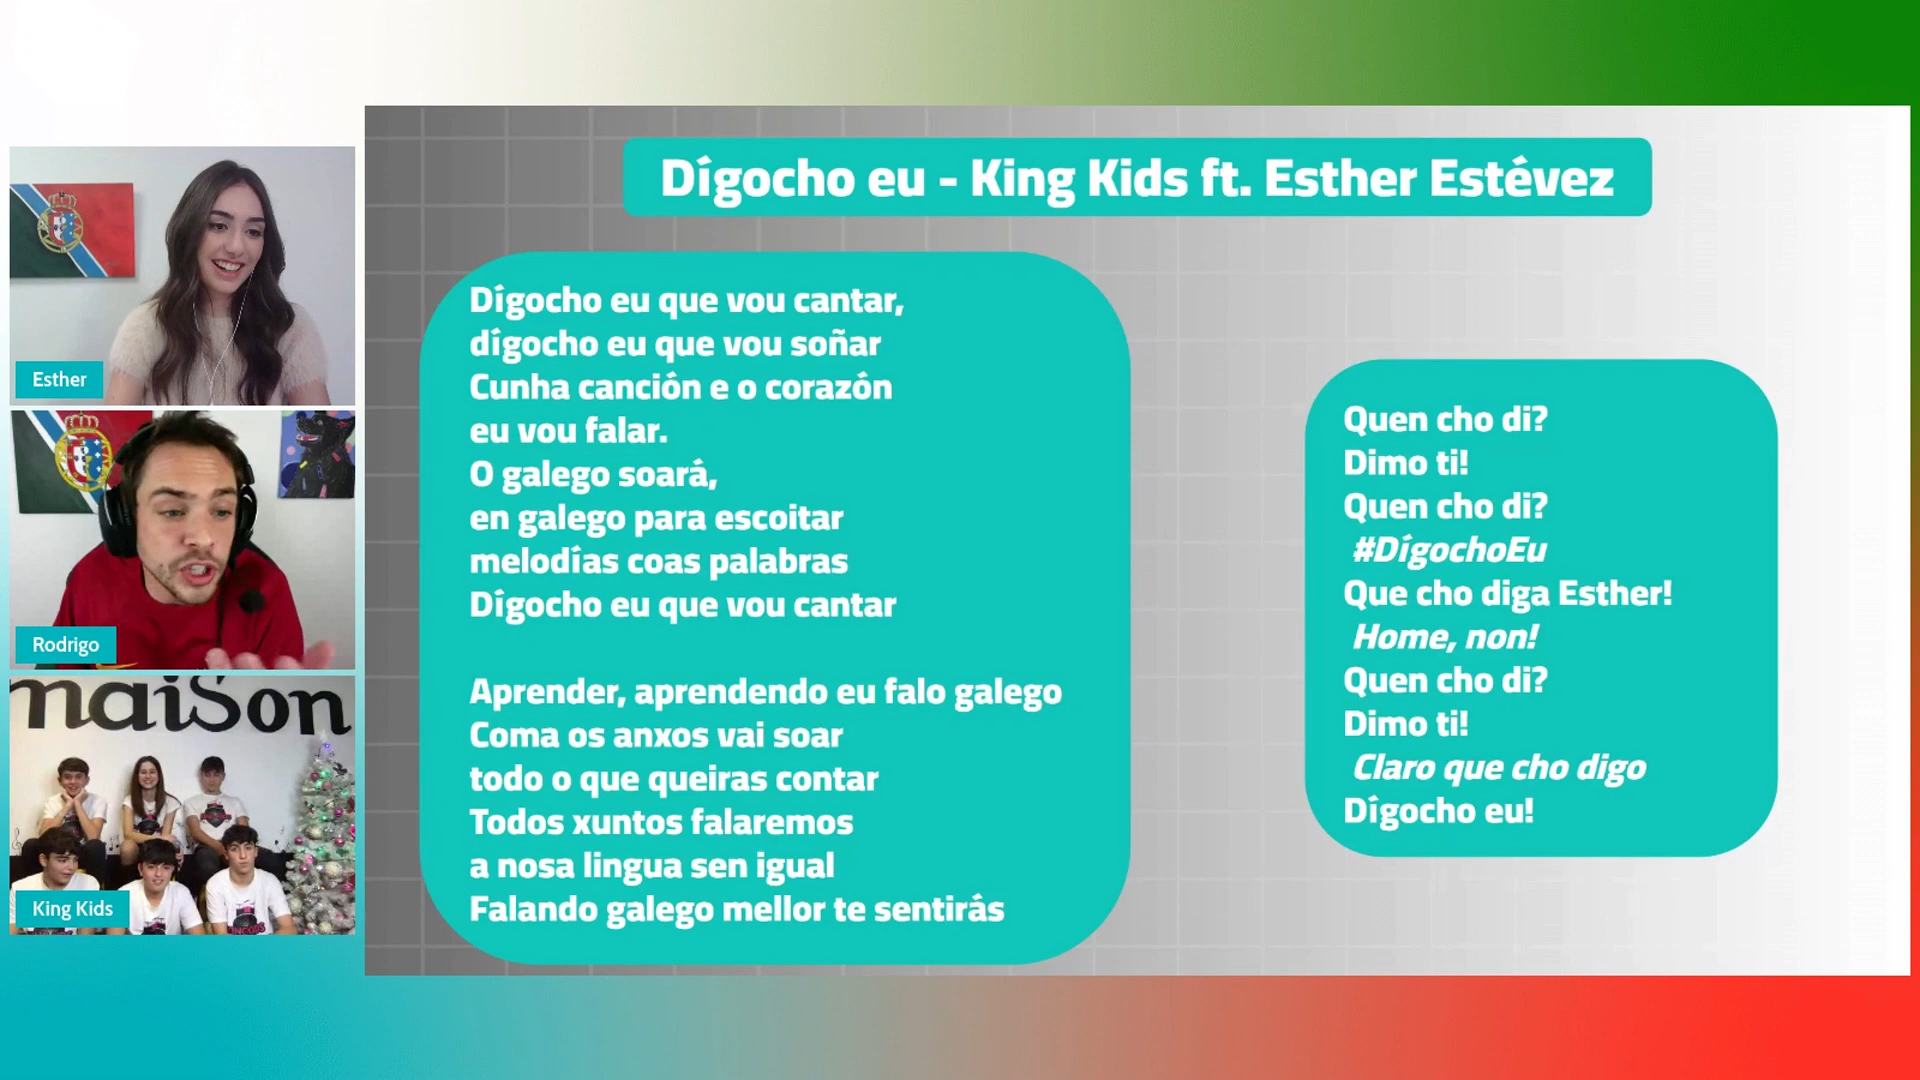 Dígocho eu - King Kids ft. Esther Estévez
Dígocho eu que vou cantar,
dígocho eu que vou soñar
Cunha canción e o corazón
eu vou falar.
O galego soará,
en galego para escoitar
melodías coas palabras
Dígocho eu que vou cantar
Aprender, aprendendo eu falo galego
Coma os anxos vai soar
todo o que queiras contar
Todos xuntos falaremos
a nosa lingua sen igual
Falando galego mellor te sentirás
Quen cho di?
Dimo ti!
Quen cho di?
#DígochoEu
Que cho diga Esther!
Home, non!
Quen cho di?
Dimo ti!
Claro que cho digo
Dígocho eu!
Esther
Rodrigo
maison
King Kids